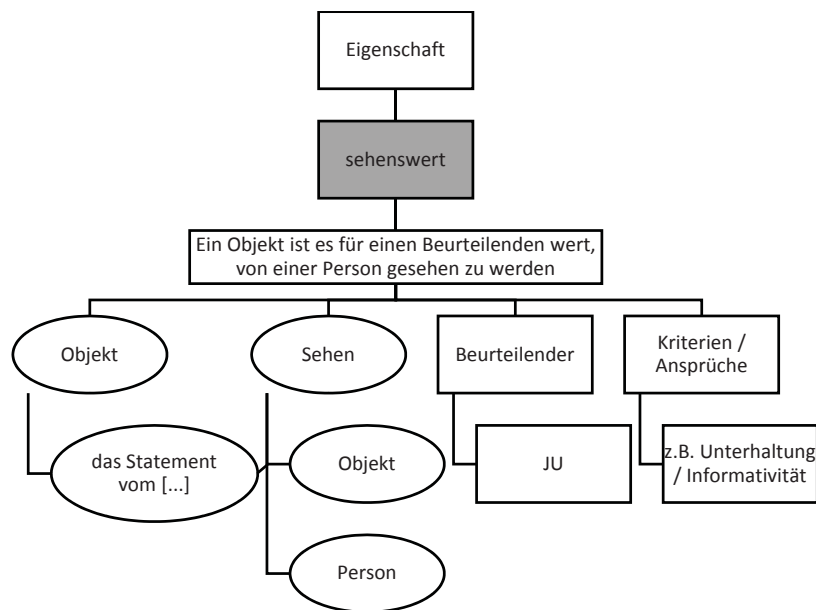 Eigenschaft
sehenswert
Ein Objekt ist es für einen Beurteilenden wert,
von einer Person gesehen zu werden
Objekt
Sehen
Beurteilender
Kriterien /
Ansprüche
das Statement
vom [...]
Objekt
JU
z.B. Unterhaltung
/ Informativität
Person